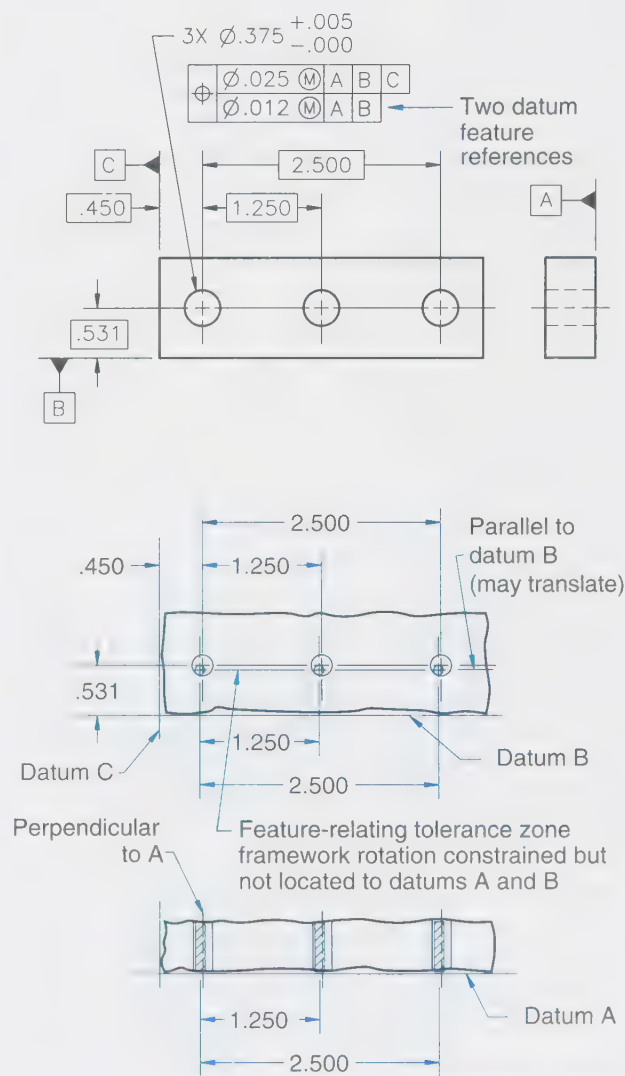 3X Ø.375 +.005
-.000
⌖ Ø.025 Ⓜ A B C
Ø.012 Ⓜ A B
Two datum
feature
references
C
2.500
A
.450
1.250
.531
B
2.500
Parallel to
datum B
(may translate)
.450
1.250
.531
1.250
Datum C
Datum B
2.500
Perpendicular
to A
Feature-relating tolerance zone
framework rotation constrained but
not located to datums A and B
1.250
Datum A
2.500